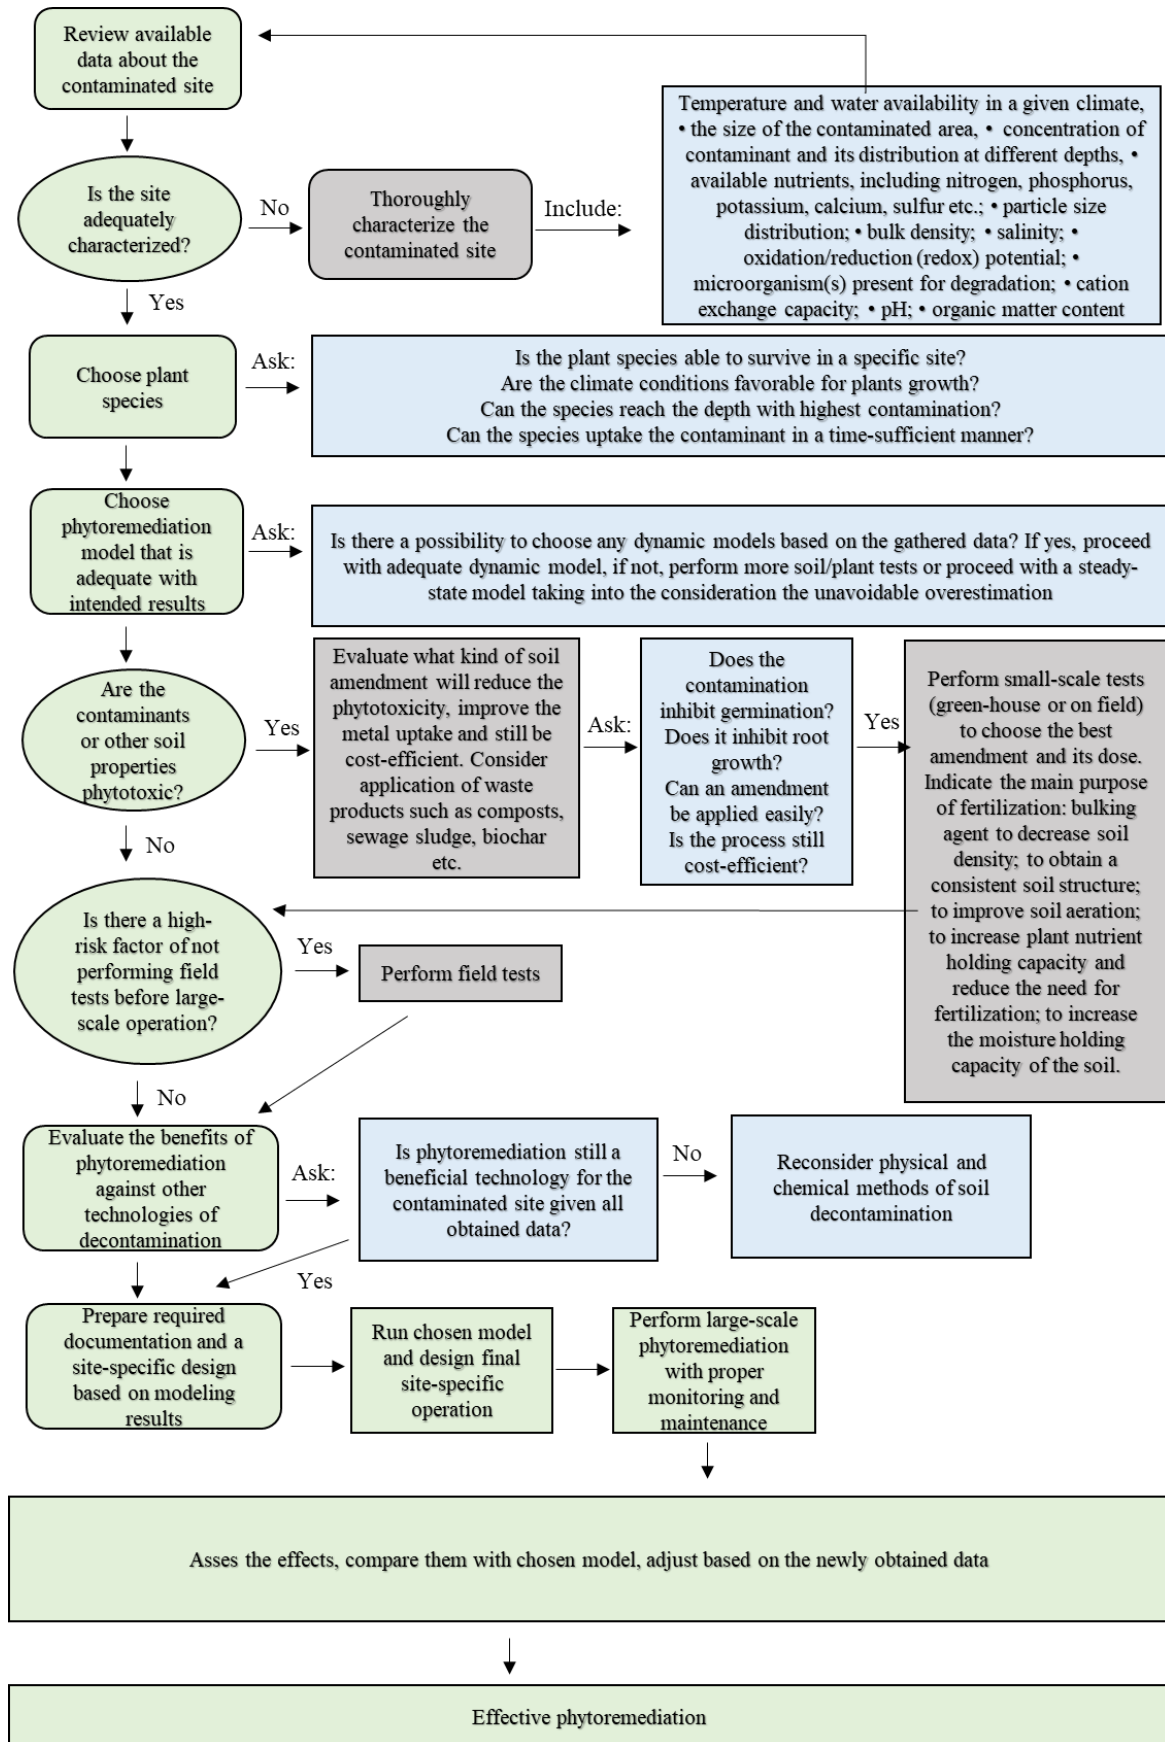 Review available
data about the
contaminated site
Temperature and water availability in a given climate,
• the size of the contaminated area, • concentration of
contaminant and its distribution at different depths, •
available nutrients, including nitrogen, phosphorus,
potassium, calcium, sulfur etc.; • particle size
distribution; • bulk density; • salinity; •
oxidation/reduction (redox) potential; •
microorganism(s) present for degradation; • cation
exchange capacity; • pH; • organic matter content
Is the site
adequately
characterized?
No
Thoroughly
characterize the
contaminated site
Include:
Yes
Choose plant
species
Ask:
Is the plant species able to survive in a specific site?
Are the climate conditions favorable for plants growth?
Can the species reach the depth with highest contamination?
Can the species uptake the contaminant in a time-sufficient manner?
Choose
phytoremediation
model that is
adequate with
intended results
Ask:
Is there a possibility to choose any dynamic models based on the gathered data? If yes, proceed
with adequate dynamic model, if not, perform more soil/plant tests or proceed with a steady-
state model taking into the consideration the unavoidable overestimation
Are the
contaminants
or other soil
properties
phytotoxic?
Yes
Evaluate what kind of soil
amendment will reduce the
phytotoxicity, improve the
metal uptake and still be
cost-efficient. Consider
application of waste
products such as composts,
sewage sludge, biochar
etc.
Ask:
Does the
contamination
inhibit germination?
Does it inhibit root
growth?
Can an amendment
be applied easily?
Is the process still
cost-efficient?
Yes
Perform small-scale tests
(green-house or on field)
to choose the best
amendment and its dose.
Indicate the main purpose
of fertilization: bulking
agent to decrease soil
density; to obtain a
consistent soil structure;
to improve soil aeration;
to increase plant nutrient
holding capacity and
reduce the need for
fertilization; to increase
the moisture holding
capacity of the soil.
No
Is there a high-
risk factor of not
performing field
tests before large-
scale operation?
Yes
Perform field tests
No
Evaluate the benefits of
phytoremediation
against other
technologies of
decontamination
Ask:
Is phytoremediation still a
beneficial technology for the
contaminated site given all
obtained data?
No
Reconsider physical and
chemical methods of soil
decontamination
Yes
Prepare required
documentation and a
site-specific design
based on modeling
results
Run chosen model
and design final
site-specific
operation
Perform large-scale
phytoremediation
with proper
monitoring and
maintenance
Asses the effects, compare them with chosen model, adjust based on the newly obtained data
Effective phytoremediation